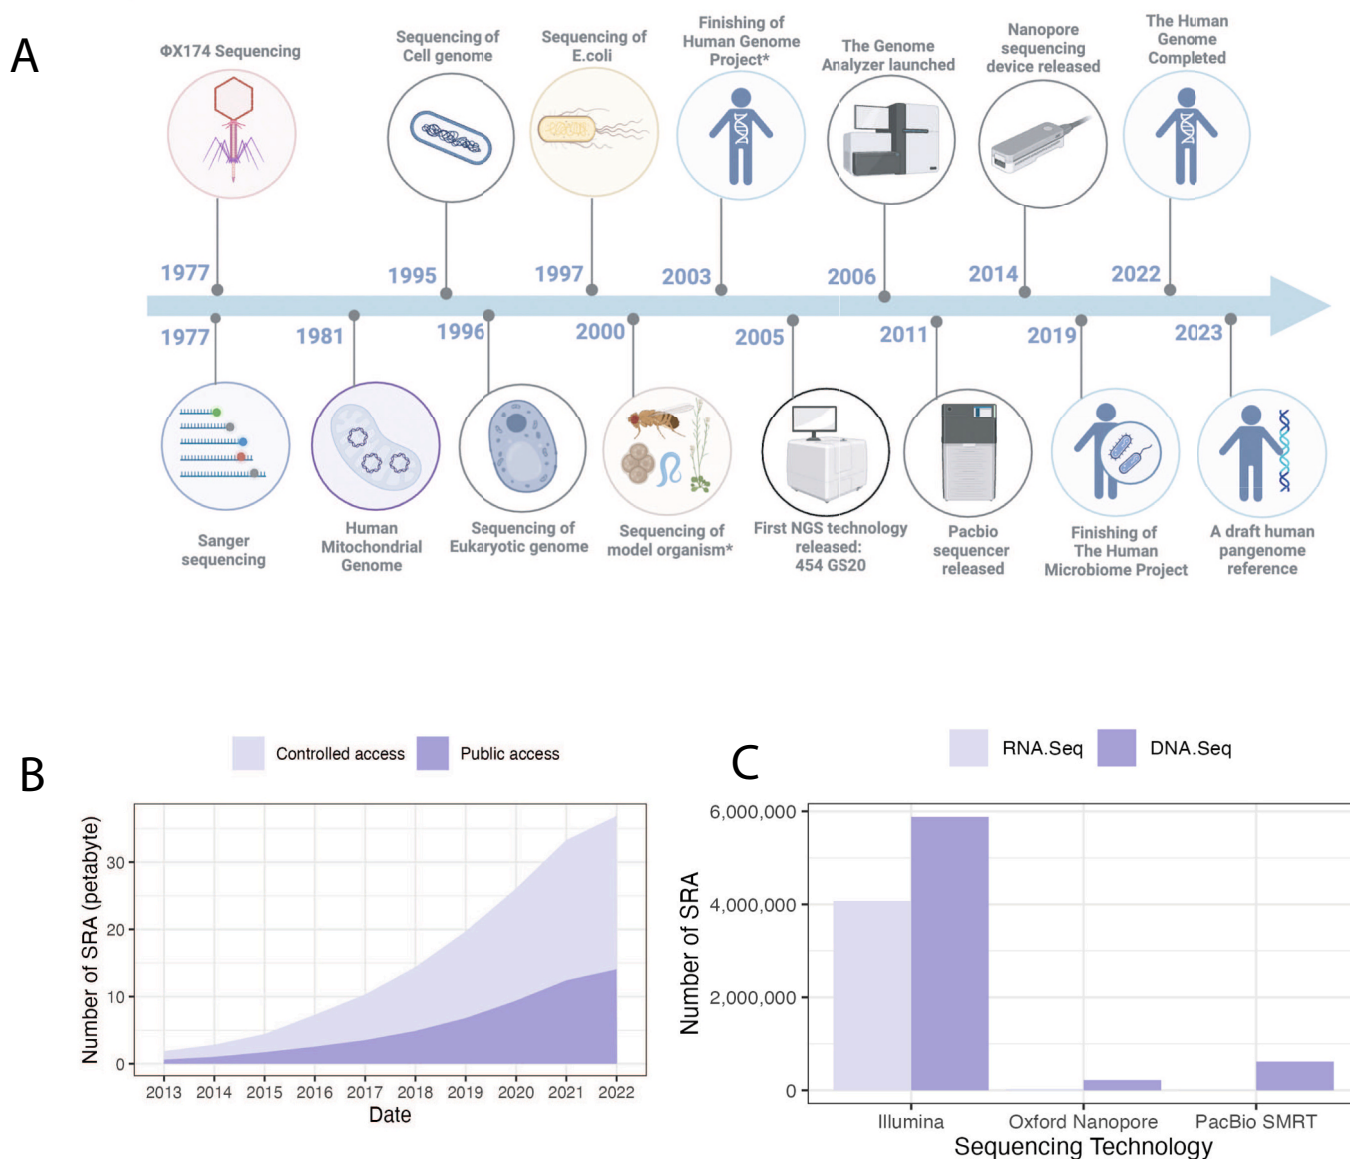 A
ΦX174 Sequencing
Sequencing of
Cell genome
Sequencing of
E.coli
Finishing of
Human Genome
Project*
The Genome
Analyzer launched
Nanopore
sequencing
device released
The Human
Genome
Completed
1977
1995
1997
2003
2006
2014
2022
1977
1981
1996
2000
2005
2011
2019
2023
Sanger
sequencing
Human
Mitochondrial
Genome
Sequencing of
Eukaryotic genome
Sequencing of
model organism*
First NGS technology
released:
454 GS20
Pacbio
sequencer
released
Finishing of
The Human
Microbiome Project
A draft human
pangenome
reference
B
Controlled access
Public access
Number of SRA (petabyte)
30
20
10
0
2013 2014 2015 2016 2017 2018 2019 2020 2021 2022
Date
C
RNA.Seq
DNA.Seq
Number of SRA
6,000,000
4,000,000
2,000,000
0
Illumina
Oxford Nanopore
PacBio SMRT
Sequencing Technology